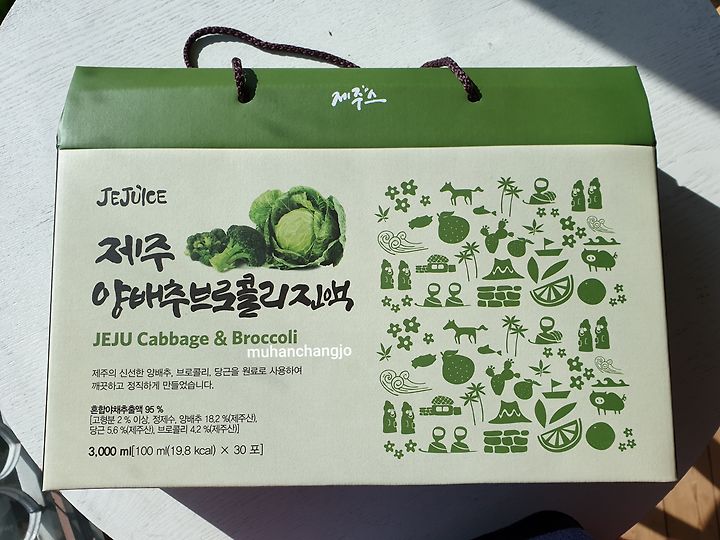 제주스
JEJUICE
제주
양배추브로콜리진액
JEJU Cabbage & Broccoli
muhanchangjo
제주의 신선한 양배추, 브로콜리, 당근을 원료로 사용하여
깨끗하고 정직하게 만들었습니다.
혼합야채추출액 95 %
[고형분 2 % 이상, 정제수, 양배추 18.2 %(제주산),
당근 5.6 %(제주산), 브로콜리 4.2 %(제주산)]
3,000 ml[100 ml(19.8 kcal) × 30 포]